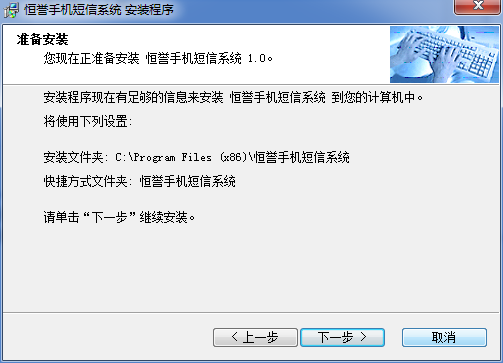 恒誉手机短信系统 安装程序
准备安装
您现在正准备安装 恒誉手机短信系统 1.0。
安装程序现在有足够的信息来安装 恒誉手机短信系统 到您的计算机中。
将使用下列设置:
安装文件夹: C:\Program Files (x86)\恒誉手机短信系统
快捷方式文件夹: 恒誉手机短信系统
请单击“下一步”继续安装。
< 上一步
下一步 >
取消